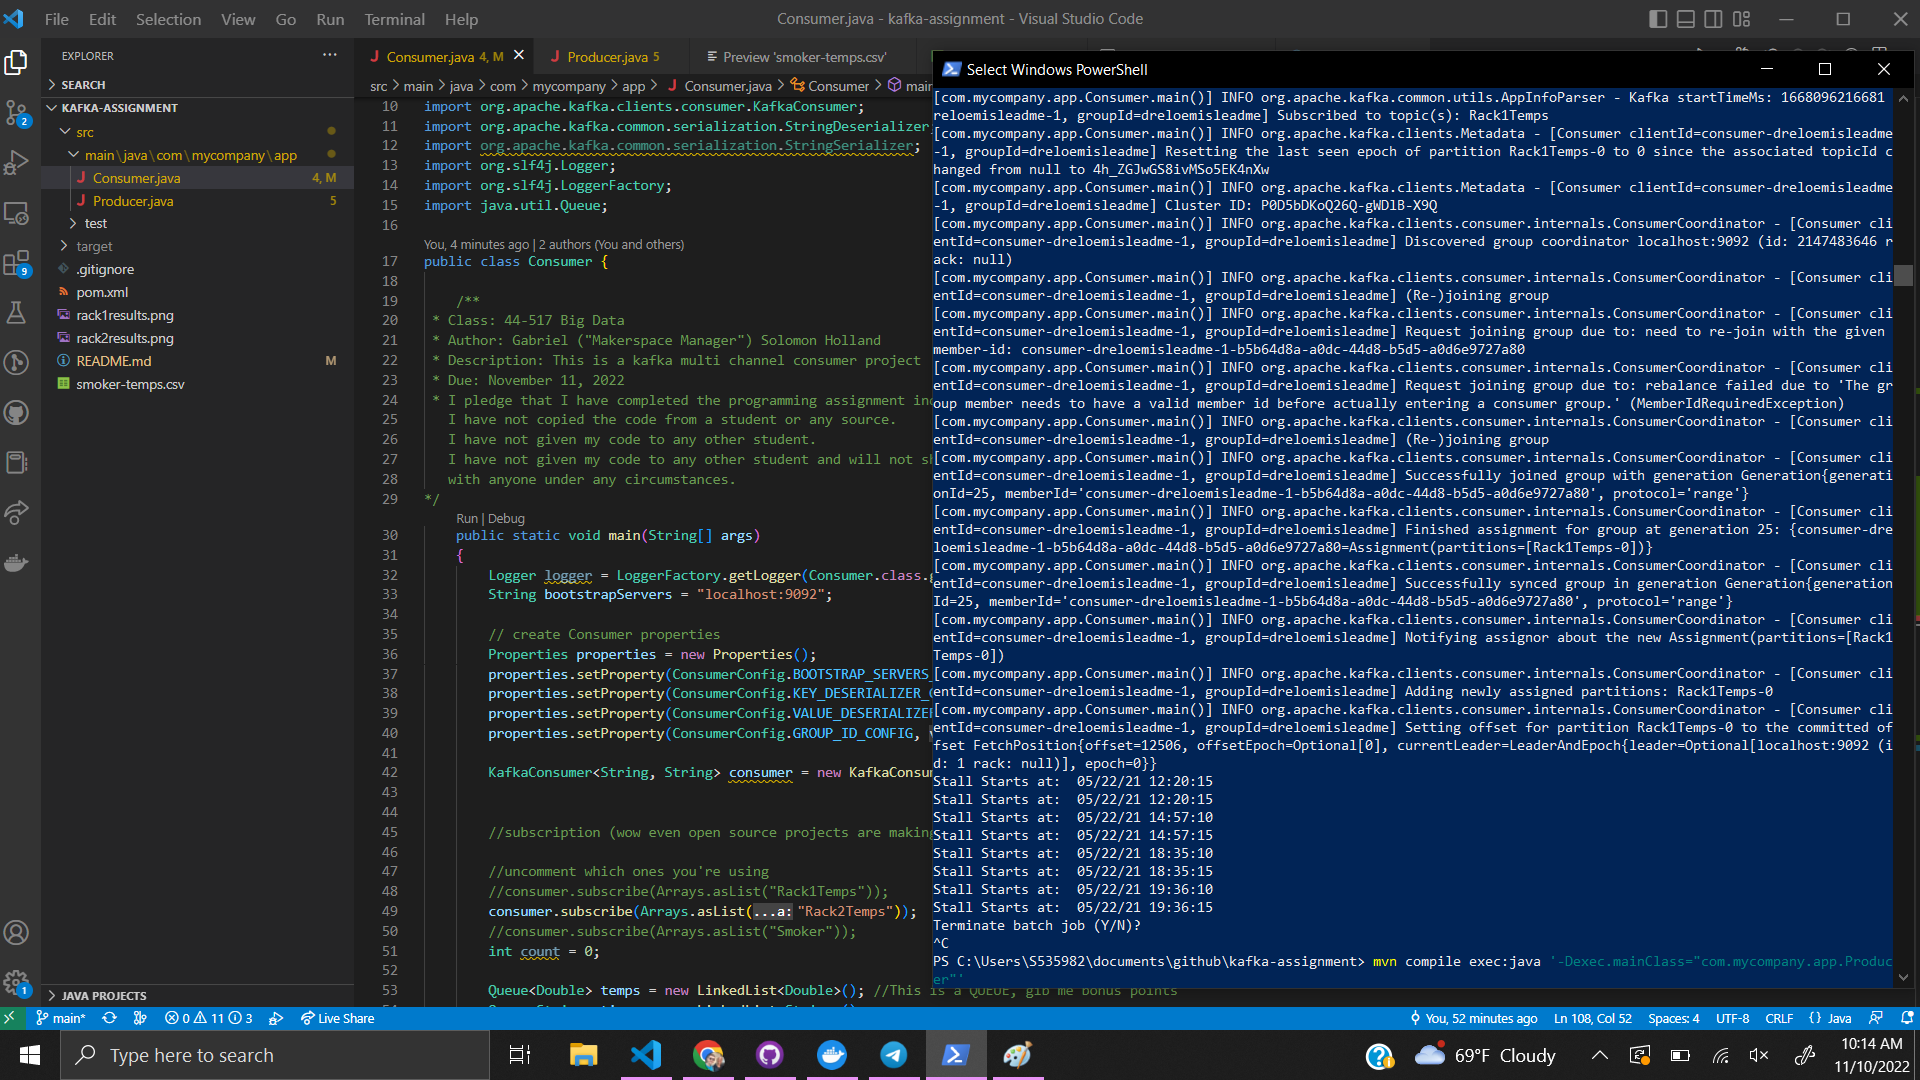 File Edit Selection View Go Run Terminal Help
Consumer.java - kafka-assignment - Visual Studio Code
EXPLORER
SEARCH
KAFKA-ASSIGNMENT
src
main\java\com\mycompany\app
Consumer.java 4, M
Producer.java 5
test
target
.gitignore
pom.xml
rack1results.png
rack2results.png
README.md M
smoker-temps.csv
JAVA PROJECTS
2
9
1
Consumer.java 4, M
Producer.java 5
Preview 'smoker-temps.csv'
src > main > java > com > mycompany > app > Consumer.java > Consumer > main
10 import org.apache.kafka.clients.consumer.KafkaConsumer;
11 import org.apache.kafka.common.serialization.StringDeserializer
12 import org.apache.kafka.common.serialization.StringSerializer;
13 import org.slf4j.Logger;
14 import org.slf4j.LoggerFactory;
15 import java.util.Queue;
16
You, 4 minutes ago | 2 authors (You and others)
17 public class Consumer {
18
19 /**
20 * Class: 44-517 Big Data
21 * Author: Gabriel ("Makerspace Manager") Solomon Holland
22 * Description: This is a kafka multi channel consumer project
23 * Due: November 11, 2022
24 * I pledge that I have completed the programming assignment in
25 I have not copied the code from a student or any source.
26 I have not given my code to any other student.
27 I have not given my code to any other student and will not s
28 with anyone under any circumstances.
29 */
Run | Debug
30 public static void main(String[] args)
31 {
32 Logger logger = LoggerFactory.getLogger(Consumer.class.
33 String bootstrapServers = "localhost:9092";
34
35 // create Consumer properties
36 Properties properties = new Properties();
37 properties.setProperty(ConsumerConfig.BOOTSTRAP_SERVERS_
38 properties.setProperty(ConsumerConfig.KEY_DESERIALIZER_
39 properties.setProperty(ConsumerConfig.VALUE_DESERIALIZER
40 properties.setProperty(ConsumerConfig.GROUP_ID_CONFIG,
41
42 KafkaConsumer<String, String> consumer = new KafkaConsu
43
44
45 //subscription (wow even open source projects are makin
46
47 //uncomment which ones you're using
48 //consumer.subscribe(Arrays.asList("Rack1Temps"));
49 consumer.subscribe(Arrays.asList(...a: "Rack2Temps"));
50 //consumer.subscribe(Arrays.asList("Smoker"));
51 int count = 0;
52
53 Queue<Double> temps = new LinkedList<Double>(); //This is a QUEUE, gib me bonus points
Select Windows PowerShell
[com.mycompany.app.Consumer.main()] INFO org.apache.kafka.common.utils.AppInfoParser - Kafka startTimeMs: 1668096216681
reloemisleadme-1, groupId=dreloemisleadme] Subscribed to topic(s): Rack1Temps
[com.mycompany.app.Consumer.main()] INFO org.apache.kafka.clients.Metadata - [Consumer clientId=consumer-dreloemisleadme
-1, groupId=dreloemisleadme] Resetting the last seen epoch of partition Rack1Temps-0 to 0 since the associated topicId c
hanged from null to 4h_ZGJwGS8ivMSo5EK4nXw
[com.mycompany.app.Consumer.main()] INFO org.apache.kafka.clients.Metadata - [Consumer clientId=consumer-dreloemisleadme
-1, groupId=dreloemisleadme] Cluster ID: P0D5bDKoQ26Q-gWDlB-X9Q
[com.mycompany.app.Consumer.main()] INFO org.apache.kafka.clients.consumer.internals.ConsumerCoordinator - [Consumer cli
entId=consumer-dreloemisleadme-1, groupId=dreloemisleadme] Discovered group coordinator localhost:9092 (id: 2147483646 r
ack: null)
[com.mycompany.app.Consumer.main()] INFO org.apache.kafka.clients.consumer.internals.ConsumerCoordinator - [Consumer cli
entId=consumer-dreloemisleadme-1, groupId=dreloemisleadme] (Re-)joining group
[com.mycompany.app.Consumer.main()] INFO org.apache.kafka.clients.consumer.internals.ConsumerCoordinator - [Consumer cli
entId=consumer-dreloemisleadme-1, groupId=dreloemisleadme] Request joining group due to: need to re-join with the given
member-id: consumer-dreloemisleadme-1-b5b64d8a-a0dc-44d8-b5d5-a0d6e9727a80
[com.mycompany.app.Consumer.main()] INFO org.apache.kafka.clients.consumer.internals.ConsumerCoordinator - [Consumer cli
entId=consumer-dreloemisleadme-1, groupId=dreloemisleadme] Request joining group due to: rebalance failed due to 'The gr
oup member needs to have a valid member id before actually entering a consumer group.' (MemberIdRequiredException)
[com.mycompany.app.Consumer.main()] INFO org.apache.kafka.clients.consumer.internals.ConsumerCoordinator - [Consumer cli
entId=consumer-dreloemisleadme-1, groupId=dreloemisleadme] (Re-)joining group
[com.mycompany.app.Consumer.main()] INFO org.apache.kafka.clients.consumer.internals.ConsumerCoordinator - [Consumer cli
entId=consumer-dreloemisleadme-1, groupId=dreloemisleadme] Successfully joined group with generation Generation{generati
onId=25, memberId='consumer-dreloemisleadme-1-b5b64d8a-a0dc-44d8-b5d5-a0d6e9727a80', protocol='range'}
[com.mycompany.app.Consumer.main()] INFO org.apache.kafka.clients.consumer.internals.ConsumerCoordinator - [Consumer cli
entId=consumer-dreloemisleadme-1, groupId=dreloemisleadme] Finished assignment for group at generation 25: {consumer-dre
loemisleadme-1-b5b64d8a-a0dc-44d8-b5d5-a0d6e9727a80=Assignment(partitions=[Rack1Temps-0])}
[com.mycompany.app.Consumer.main()] INFO org.apache.kafka.clients.consumer.internals.ConsumerCoordinator - [Consumer cli
entId=consumer-dreloemisleadme-1, groupId=dreloemisleadme] Successfully synced group in generation Generation{generation
Id=25, memberId='consumer-dreloemisleadme-1-b5b64d8a-a0dc-44d8-b5d5-a0d6e9727a80', protocol='range'}
[com.mycompany.app.Consumer.main()] INFO org.apache.kafka.clients.consumer.internals.ConsumerCoordinator - [Consumer cli
entId=consumer-dreloemisleadme-1, groupId=dreloemisleadme] Notifying assignor about the new Assignment(partitions=[Rack1
Temps-0])
[com.mycompany.app.Consumer.main()] INFO org.apache.kafka.clients.consumer.internals.ConsumerCoordinator - [Consumer cli
entId=consumer-dreloemisleadme-1, groupId=dreloemisleadme] Adding newly assigned partitions: Rack1Temps-0
[com.mycompany.app.Consumer.main()] INFO org.apache.kafka.clients.consumer.internals.ConsumerCoordinator - [Consumer cli
entId=consumer-dreloemisleadme-1, groupId=dreloemisleadme] Setting offset for partition Rack1Temps-0 to the committed of
fset FetchPosition{offset=12506, offsetEpoch=Optional[0], currentLeader=LeaderAndEpoch{leader=Optional[localhost:9092 (i
d: 1 rack: null)], epoch=0}}
Stall Starts at: 05/22/21 12:20:15
Stall Starts at: 05/22/21 12:20:15
Stall Starts at: 05/22/21 14:57:10
Stall Starts at: 05/22/21 14:57:15
Stall Starts at: 05/22/21 18:35:10
Stall Starts at: 05/22/21 18:35:15
Stall Starts at: 05/22/21 19:36:10
Stall Starts at: 05/22/21 19:36:15
Terminate batch job (Y/N)?
^C
PS C:\Users\S535982\documents\github\kafka-assignment> mvn compile exec:java '-Dexec.mainClass="com.mycompany.app.Produc
er"'
main* 0 11 3 Live Share
You, 52 minutes ago Ln 108, Col 52 Spaces: 4 UTF-8 CRLF {} Java
Type here to search
69°F Cloudy
10:14 AM
11/10/2022